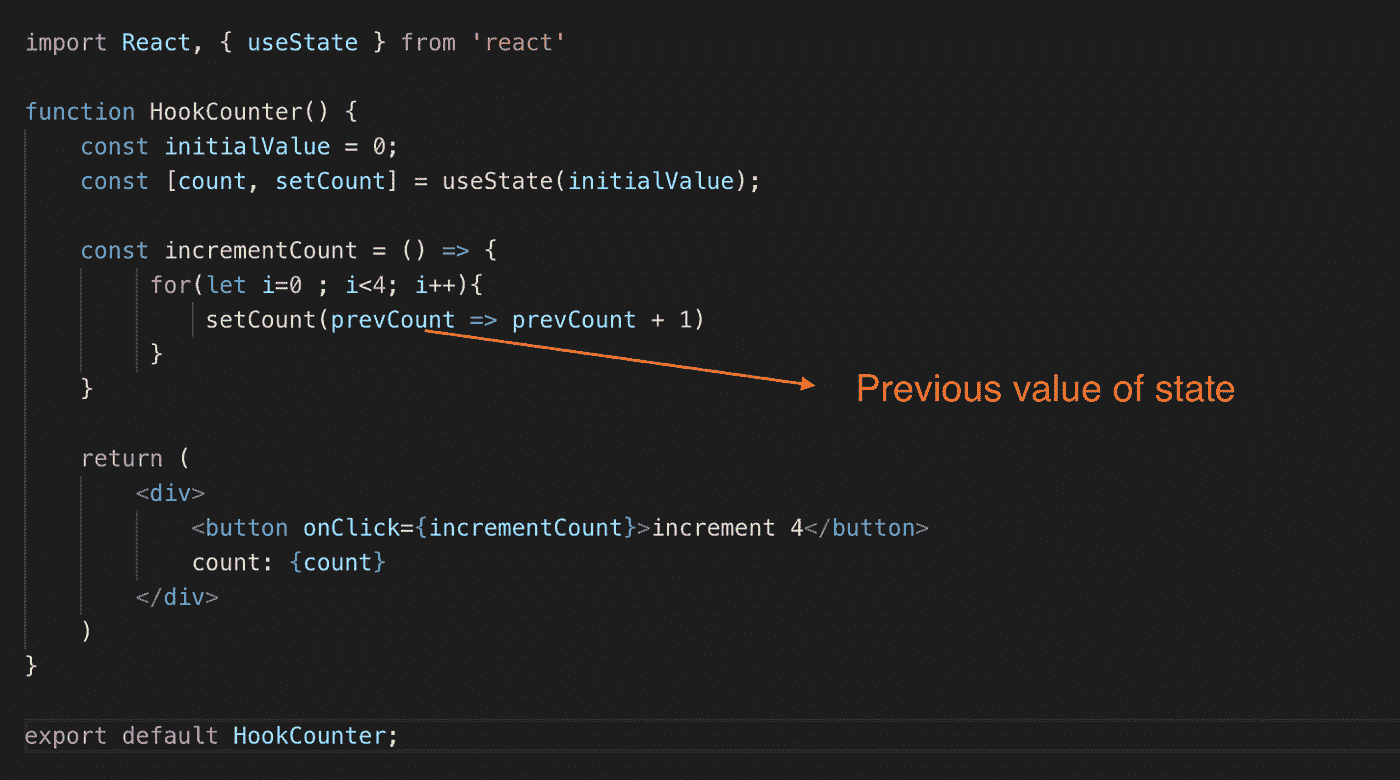 import React, { useState } from 'react'
function HookCounter() {
const initialValue = 0;
const [count, setCount] = useState(initialValue);
const incrementCount = () => {
for(let i=0 ; i<4; i++){
setCount(prevCount => prevCount + 1)
}
}
Previous value of state
return (
<div>
<button onClick={incrementCount}>increment 4</button>
count: {count}
</div>
)
}
export default HookCounter;